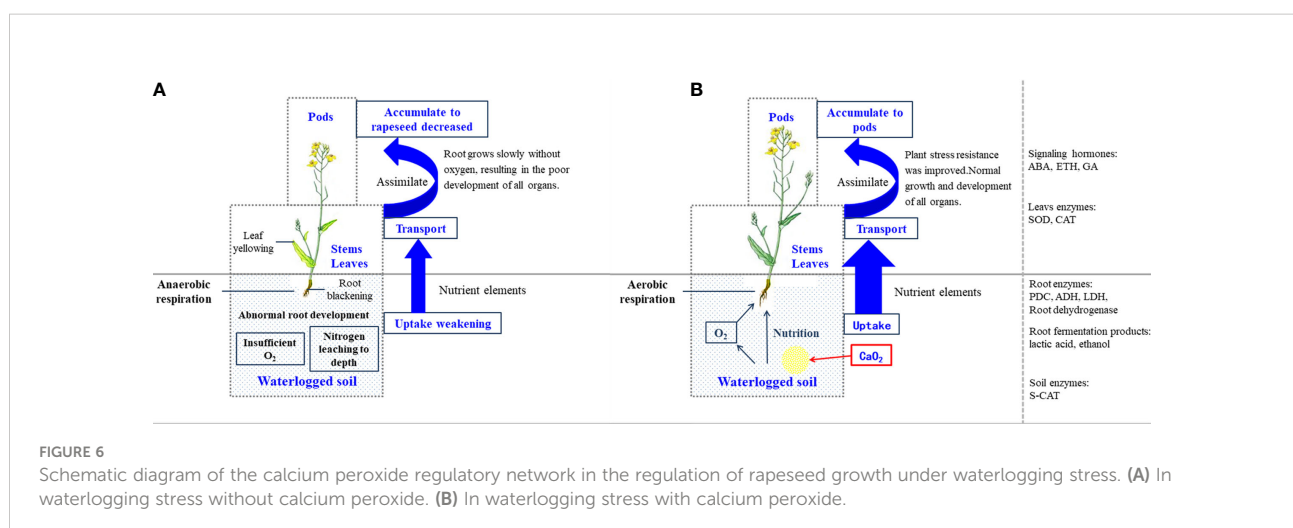 A
Pods
Accumulate to
rapeseed decreased
Root grows slowly without
oxygen, resulting in the poor
development of all organs.
Assimilate
Leaf
yellowing
Transport
Stems
Leaves
Anaerobic
respiration
Root
blackening
Nutrient elements
Abnormal root development
Uptake weakening
Insufficient
O₂
Nitrogen
leaching to
depth
Waterlogged soil
B
Pods
Accumulate to
pods
Plant stress resistance
was improved.Normal
growth and development
of all organs.
Assimilate
Transport
Stems
Leaves
Aerobic
respiration
Nutrient elements
O₂
Nutrition
Uptake
CaO₂
Waterlogged soil
Signaling hormones:
ABA, ETH, GA
Leavs enzymes:
SOD, CAT
Root enzymes:
PDC, ADH, LDH,
Root dehydrogenase
Root fermentation products:
lactic acid, ethanol
Soil enzymes:
S-CAT
FIGURE 6
Schematic diagram of the calcium peroxide regulatory network in the regulation of rapeseed growth under waterlogging stress. (A) In
waterlogging stress without calcium peroxide. (B) In waterlogging stress with calcium peroxide.